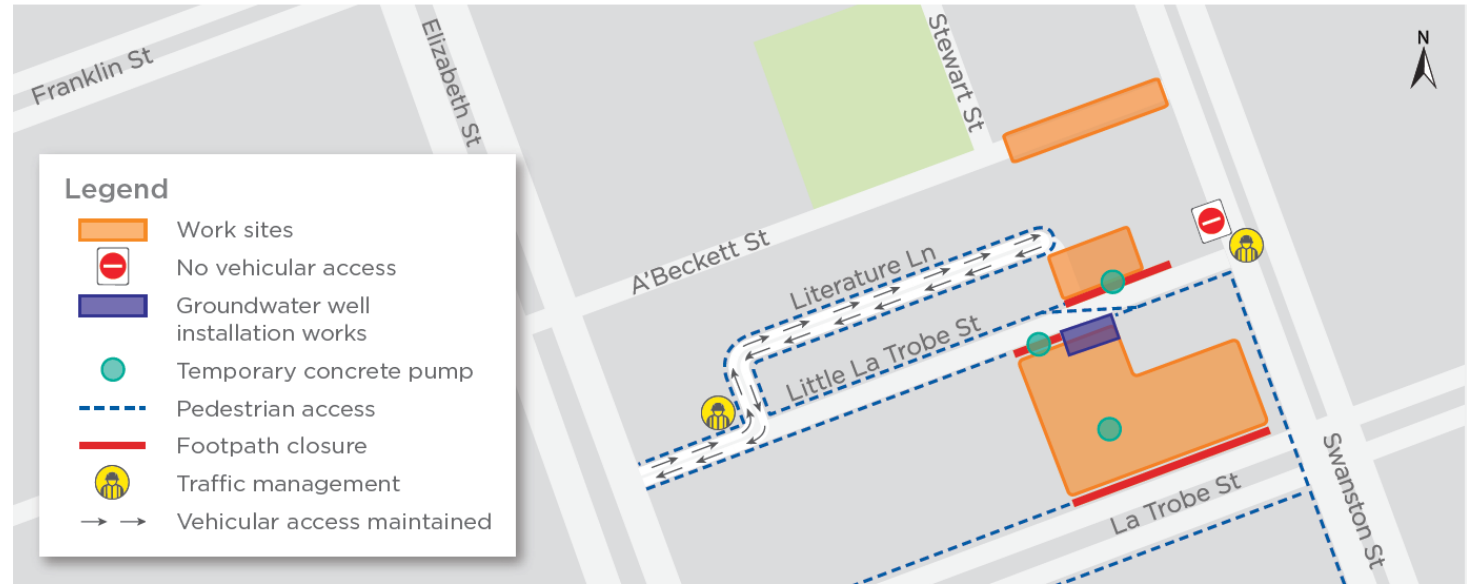 Franklin St
Elizabeth St
Stewart St
N
A'Beckett St
Literature Ln
Little La Trobe St
La Trobe St
Swanston St
Legend
Work sites
No vehicular access
Groundwater well
installation works
Temporary concrete pump
Pedestrian access
Footpath closure
Traffic management
Vehicular access maintained